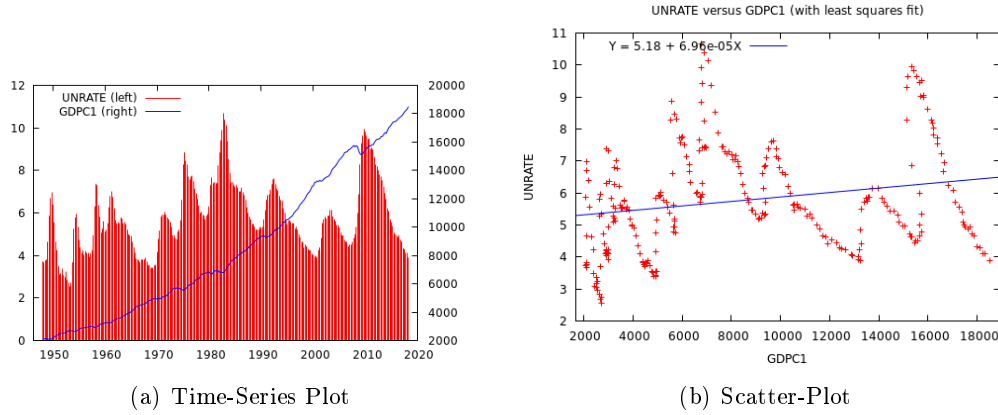 UNRATE versus GDPC1 (with least squares fit)
12
10
8
6
4
2
0
UNRATE (left)
GDPC1 (right)
20000
18000
16000
14000
12000
10000
8000
6000
4000
2000
1950 1960 1970 1980 1990 2000 2010 2020
(a) Time-Series Plot
11
10
9
8
7
6
5
4
3
2
UNRATE
Y = 5.18 + 6.96e-05X
2000 4000 6000 8000 10000 12000 14000 16000 18000
GDPC1
(b) Scatter-Plot